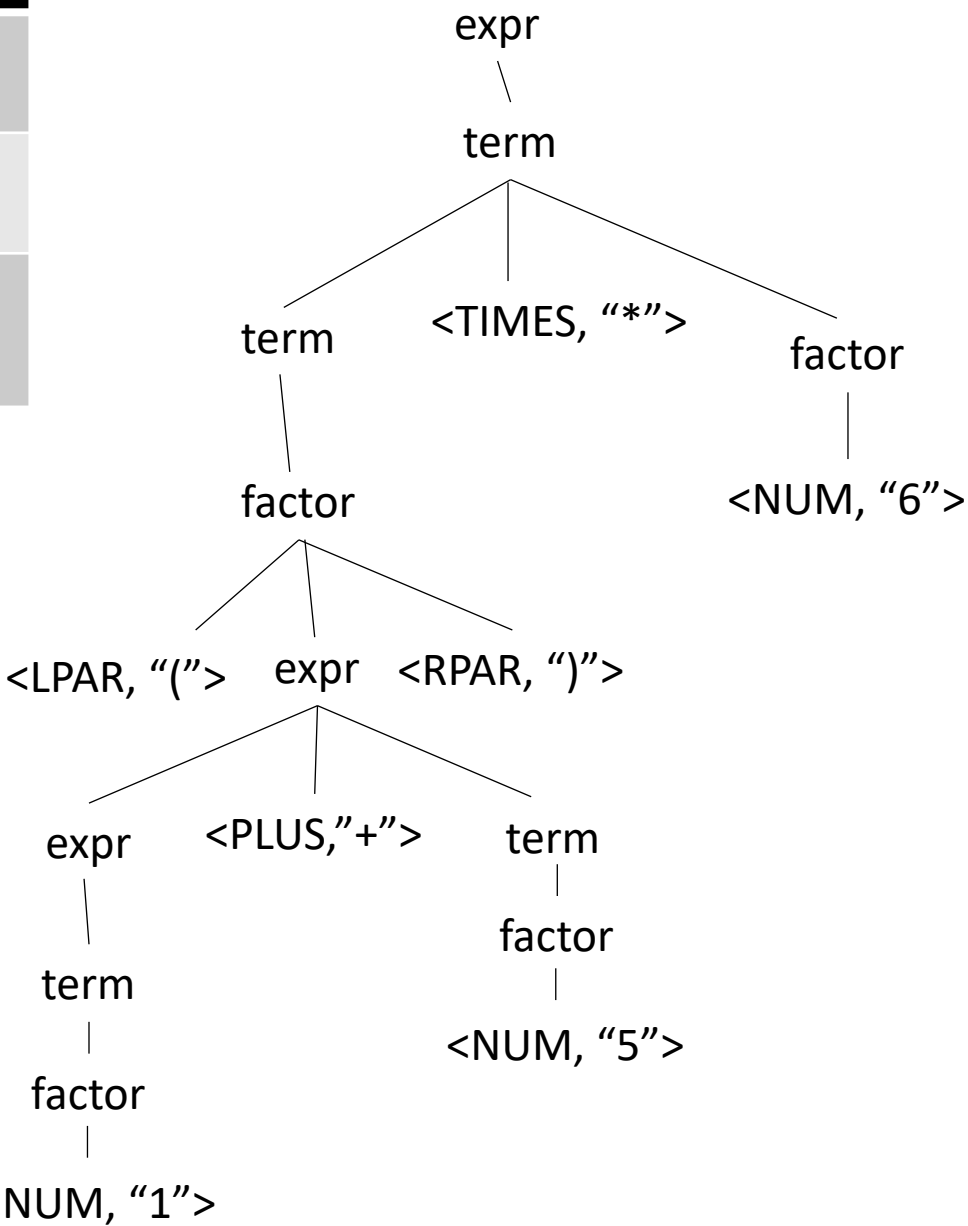 expr
term
term
<TIMES, “*”>
factor
factor
<NUM, “6”>
<LPAR, “(”>
expr
<RPAR, “)”>
expr
<PLUS,”+”>
term
factor
term
<NUM, “5”>
factor
NUM, “1”>